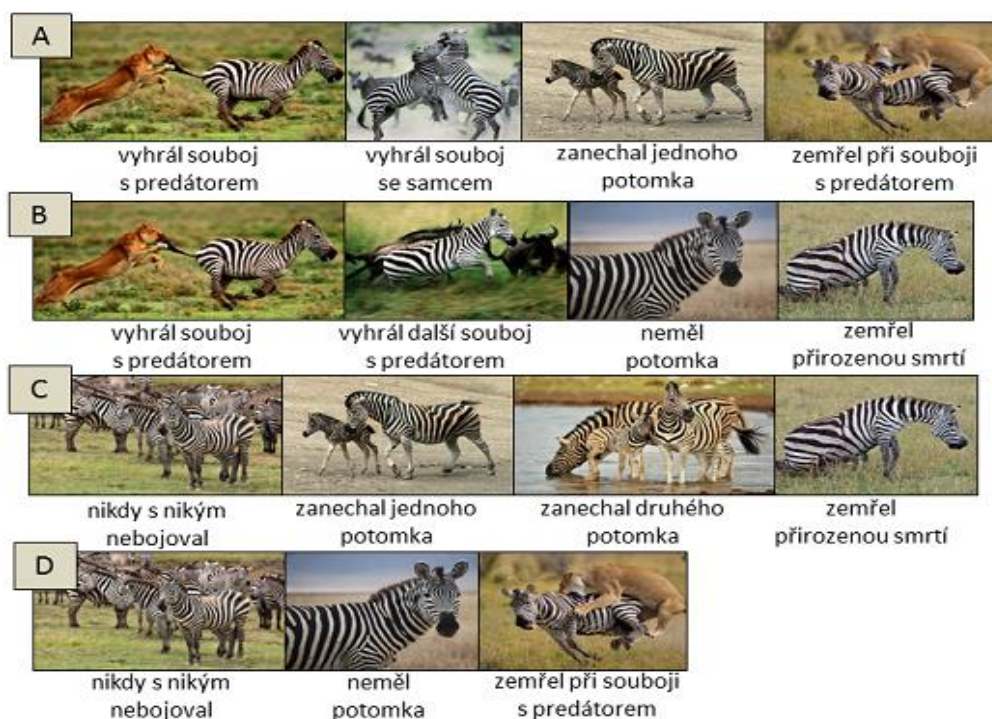 A
vyhrál souboj
s predátorem
vyhrál souboj
se samcem
zanechal jednoho
potomka
zemřel při souboji
s predátorem
B
vyhrál souboj
s predátorem
vyhrál další souboj
s predátorem
neměl
potomka
zemřel
přirozenou smrtí
C
nikdy s nikým
nebojoval
zanechal jednoho
potomka
zanechal druhého
potomka
zemřel
přirozenou smrtí
D
nikdy s nikým
nebojoval
neměl
potomka
zemřel při souboji
s predátorem